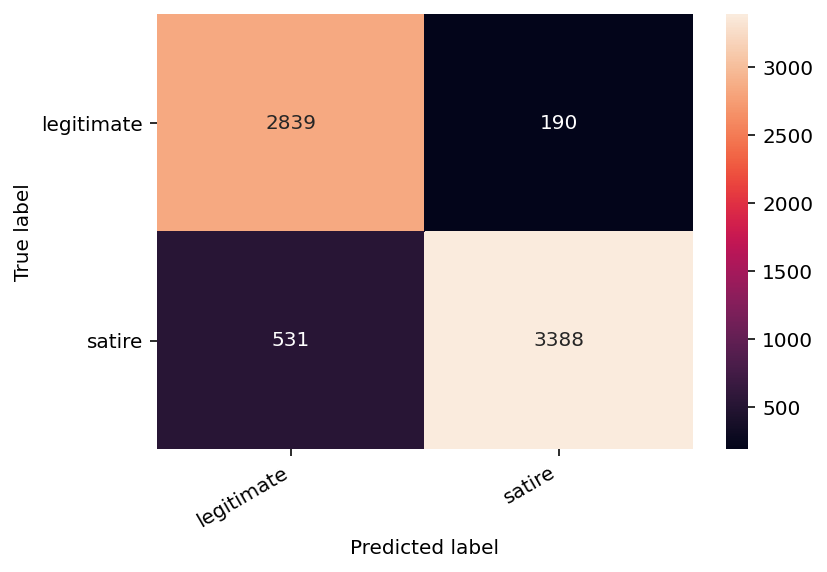 legitimate
2839
190
satire
531
3388
True label
legitimate
satire
Predicted label
3000
2500
2000
1500
1000
500